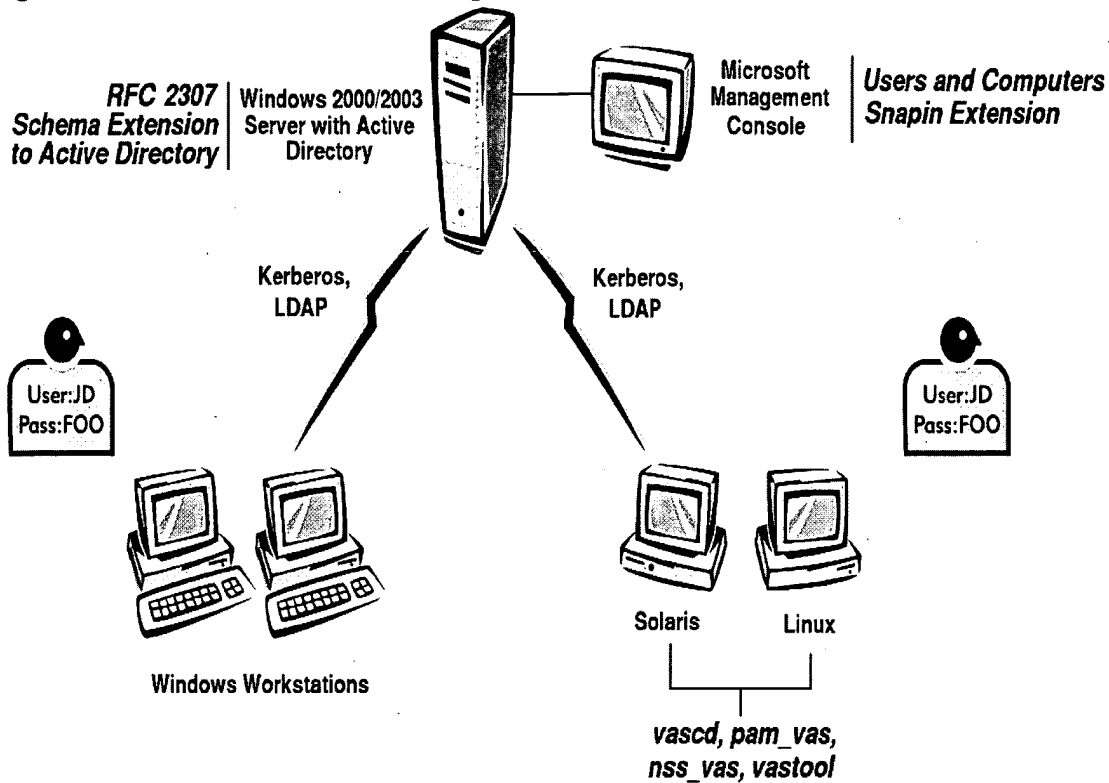 RFC 2307
Schema Extension
to Active Directory
Windows 2000/2003
Server with Active
Directory
Microsoft
Management
Console
Users and Computers
Snapin Extension
Kerberos,
LDAP
Kerberos,
LDAP
User:JD
Pass:FOO
User:JD
Pass:FOO
Windows Workstations
Solaris
Linux
vascd, pam_vas,
nss_vas, vastool